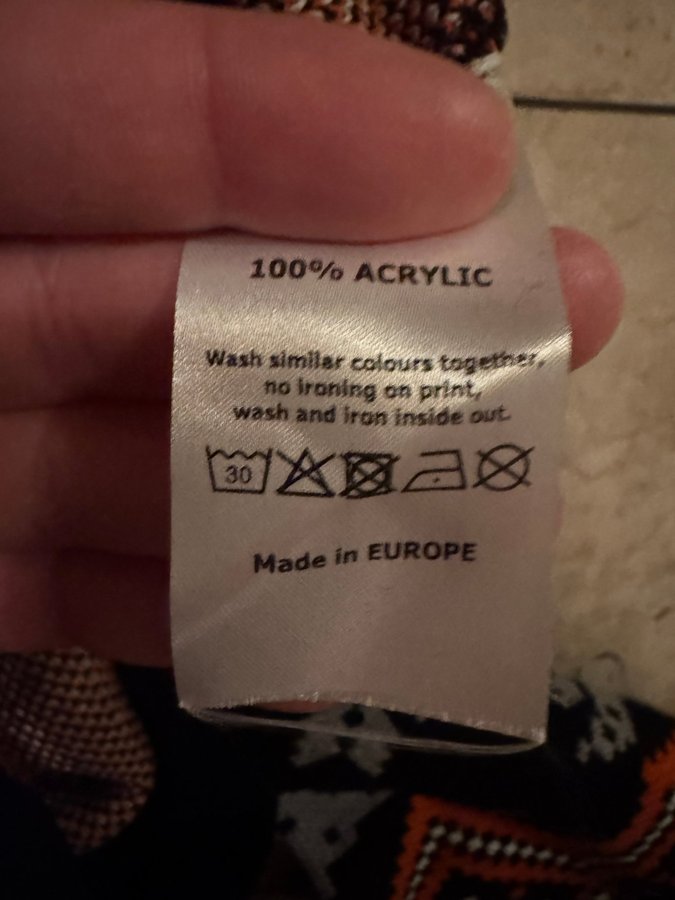 100% ACRYLIC
Wash similar colours together,
no ironing on print,
wash and iron inside out.
30
Made in EUROPE